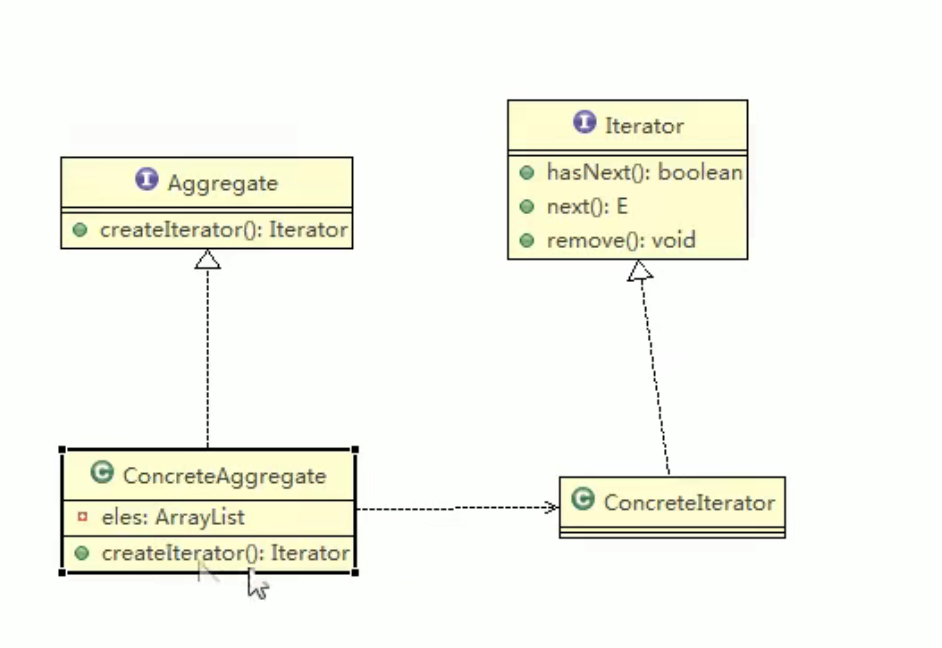 I Iterator
hasNext(): boolean
next(): E
remove(): void
I Aggregate
createIterator(): Iterator
C ConcreteAggregate
eles: ArrayList
createIterator(): Iterator
C ConcreteIterator